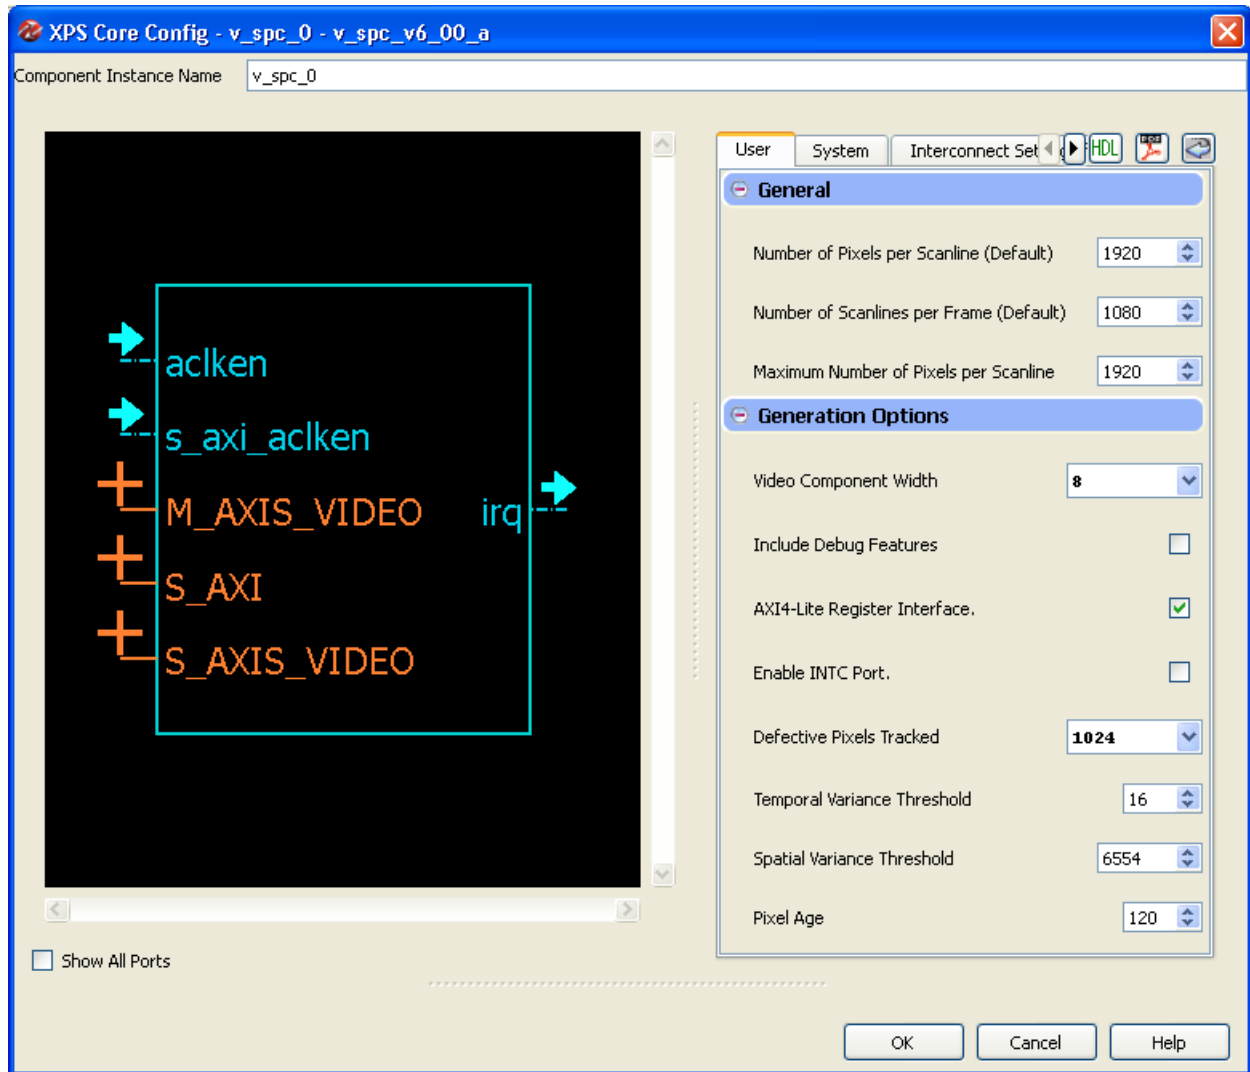 XPS Core Config - v_spc_0 - v_spc_v6_00_a
Component Instance Name v_spc_0
aclken
s_axi_aclken
M_AXIS_VIDEO irq
S_AXI
S_AXIS_VIDEO
Show All Ports
User System Interconnect Set HDL PDF
General
Number of Pixels per Scanline (Default) 1920
Number of Scanlines per Frame (Default) 1080
Maximum Number of Pixels per Scanline 1920
Generation Options
Video Component Width 8
Include Debug Features
AXI4-Lite Register Interface.
Enable INTC Port.
Defective Pixels Tracked 1024
Temporal Variance Threshold 16
Spatial Variance Threshold 6554
Pixel Age 120
OK Cancel Help